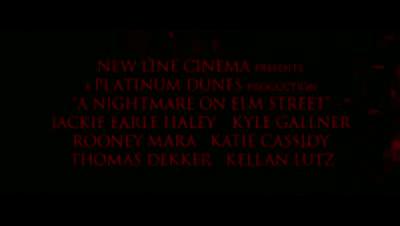 NEW LINE CINEMA PRESENTS
A PLATINUM DUNES PRODUCTION
"A NIGHTMARE ON ELM STREET"
JACKIE EARLE HALEY KYLE GALLNER
ROONEY MARA KATIE CASSIDY
THOMAS DEKKER KELLAN LUTZ